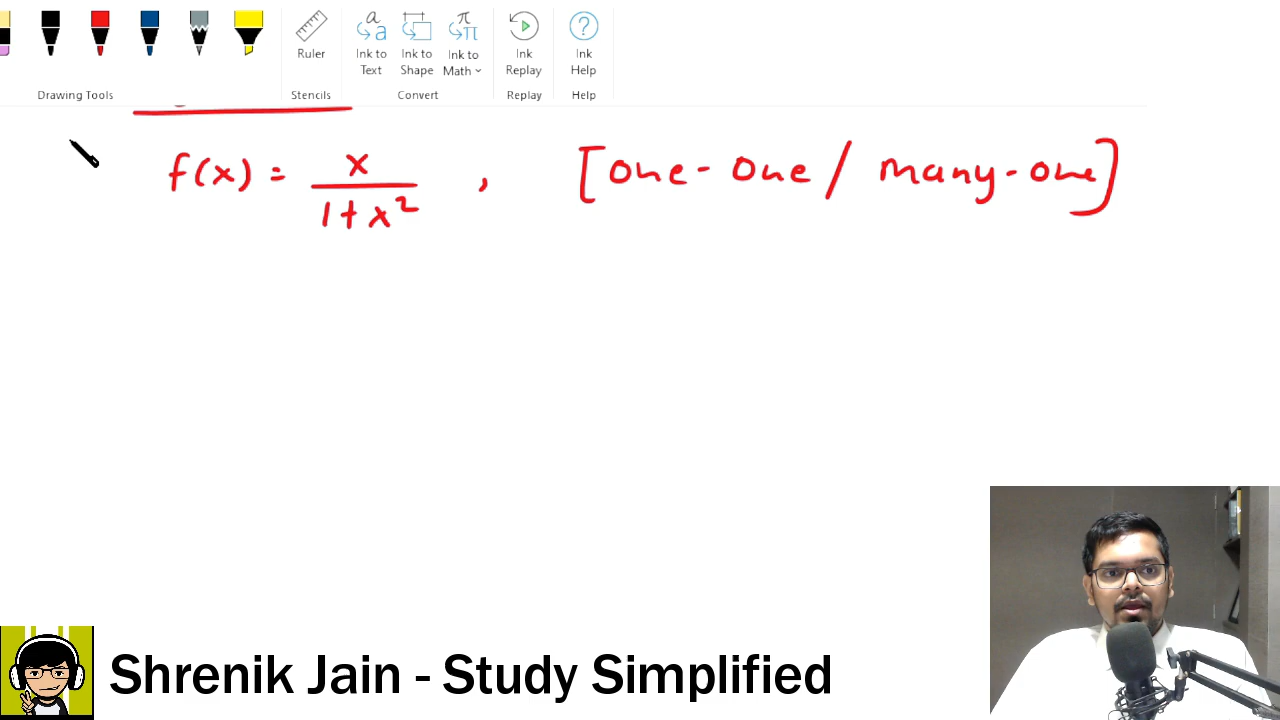 Ruler
Ink to Text
Ink to Shape
Ink to Math
Ink Replay
Ink Help
Drawing Tools
Stencils
Convert
Replay
Help
f(x) = x / (1+x²) , [one-one / many-one]
Shrenik Jain - Study Simplified